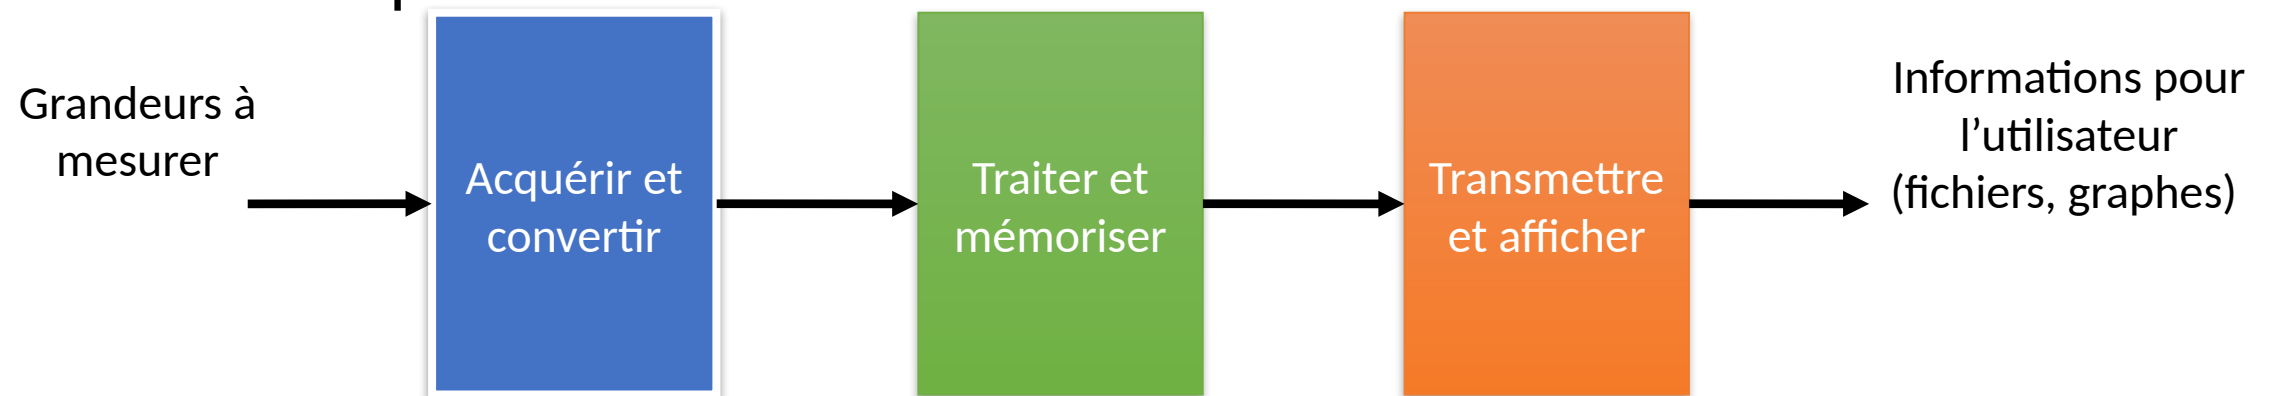 Grandeurs à
mesurer
Acquérir et
convertir
Traiter et
mémoriser
Transmettre
et afficher
Informations pour
l’utilisateur
(fichiers, graphes)